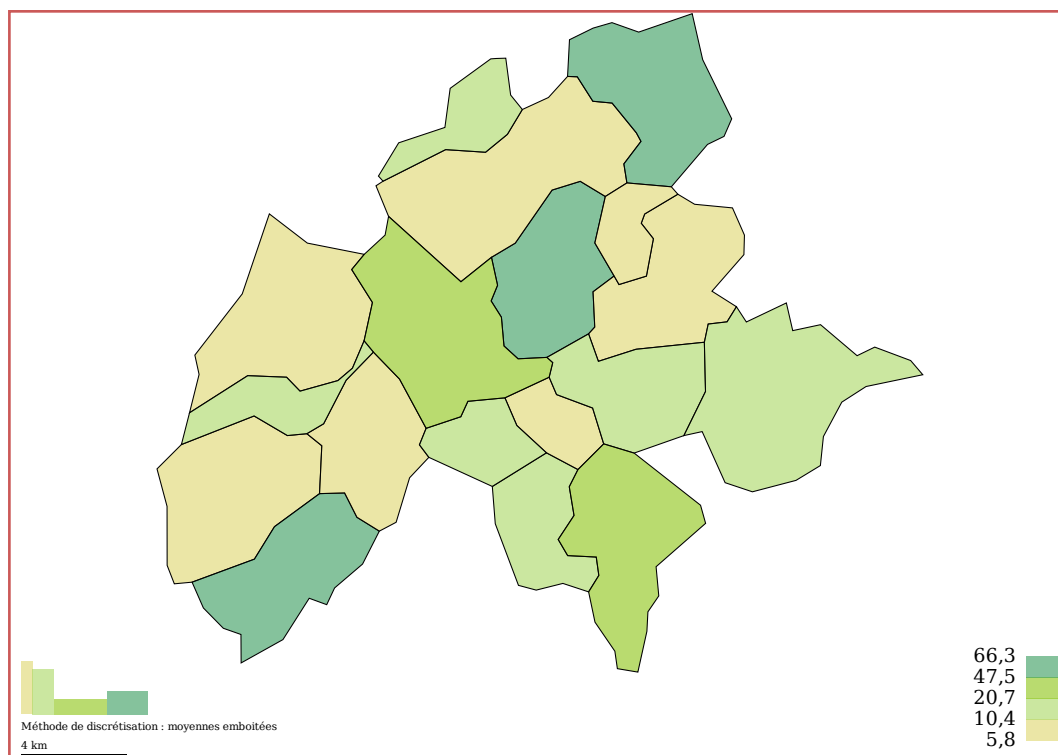 66,3
47,5
20,7
10,4
5,8
Méthode de discrétisation : moyennes emboitées
4 km